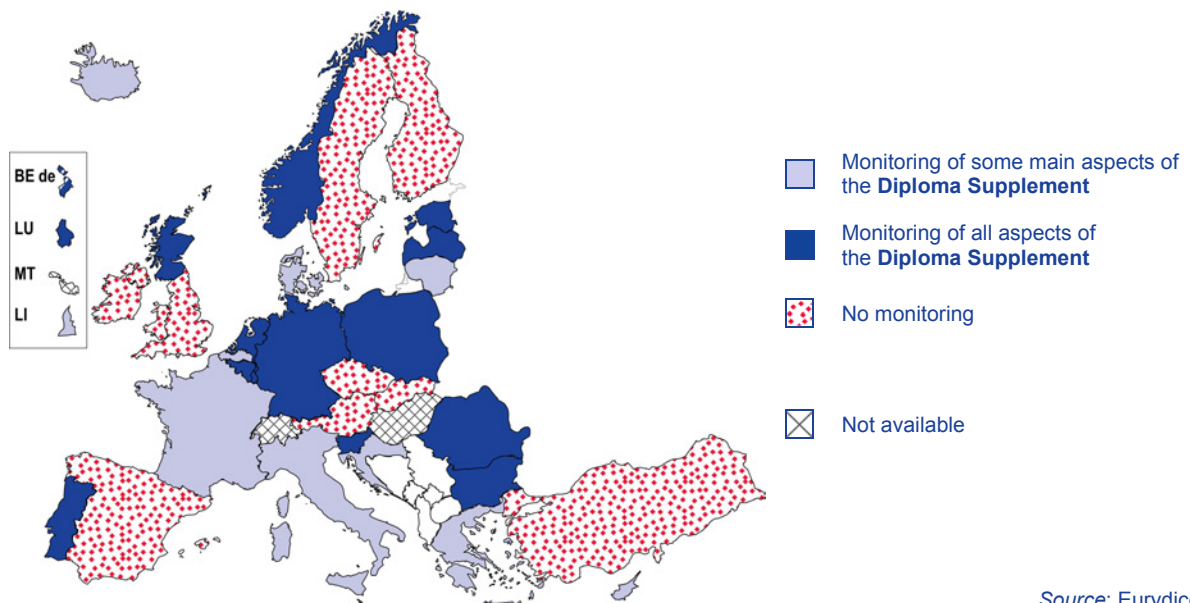 BE de
LU
MT
LI
Monitoring of some main aspects of
the Diploma Supplement
Monitoring of all aspects of
the Diploma Supplement
No monitoring
Not available
Source: Eurydice